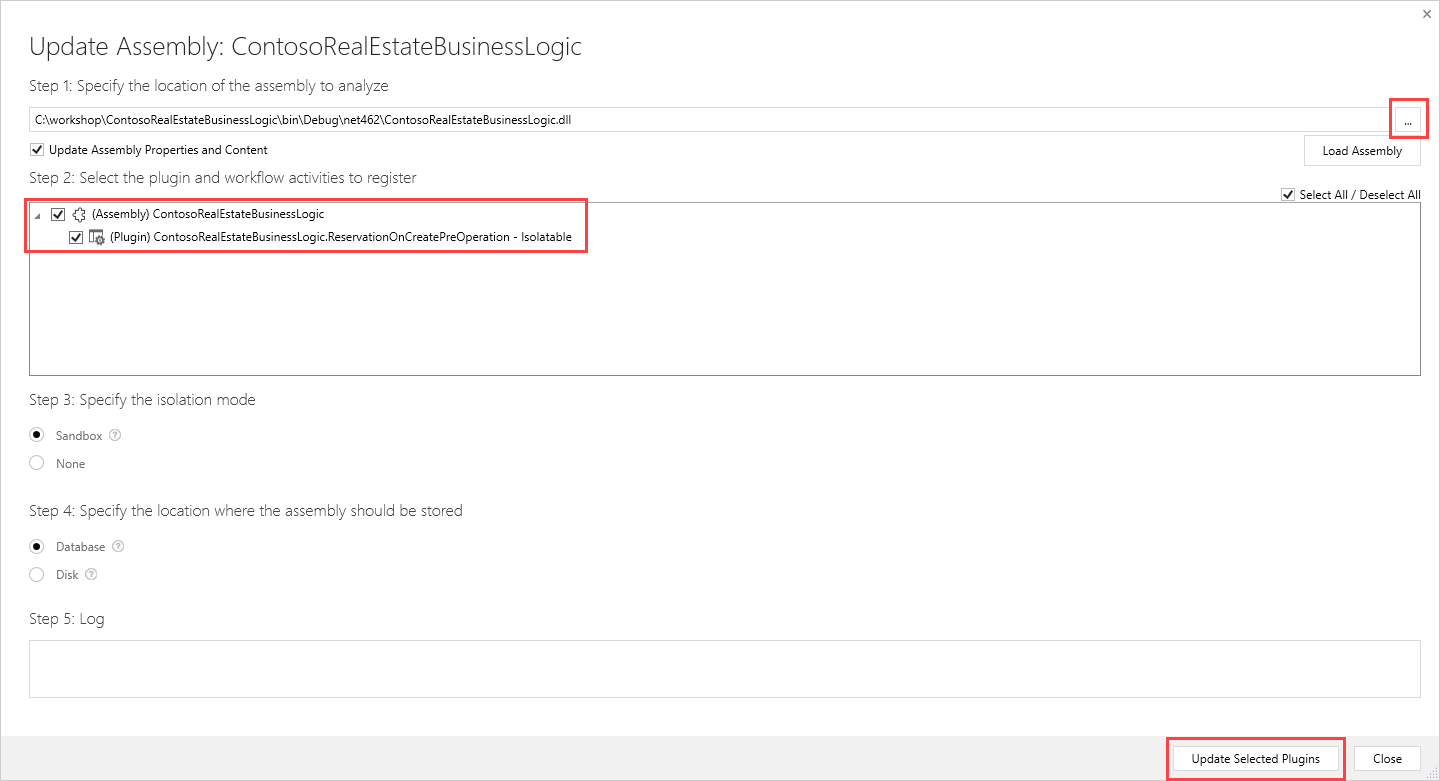 Update Assembly: ContosoRealEstateBusinessLogic
Step 1: Specify the location of the assembly to analyze
C:\workshop\ContosoRealEstateBusinessLogic\bin\Debug\net462\ContosoRealEstateBusinessLogic.dll
...
Update Assembly Properties and Content
Load Assembly
Step 2: Select the plugin and workflow activities to register
Select All / Deselect All
(Assembly) ContosoRealEstateBusinessLogic
(Plugin) ContosoRealEstateBusinessLogic.ReservationOnCreatePreOperation - Isolatable
Step 3: Specify the isolation mode
Sandbox ?
None
Step 4: Specify the location where the assembly should be stored
Database ?
Disk ?
Step 5: Log
Update Selected Plugins
Close